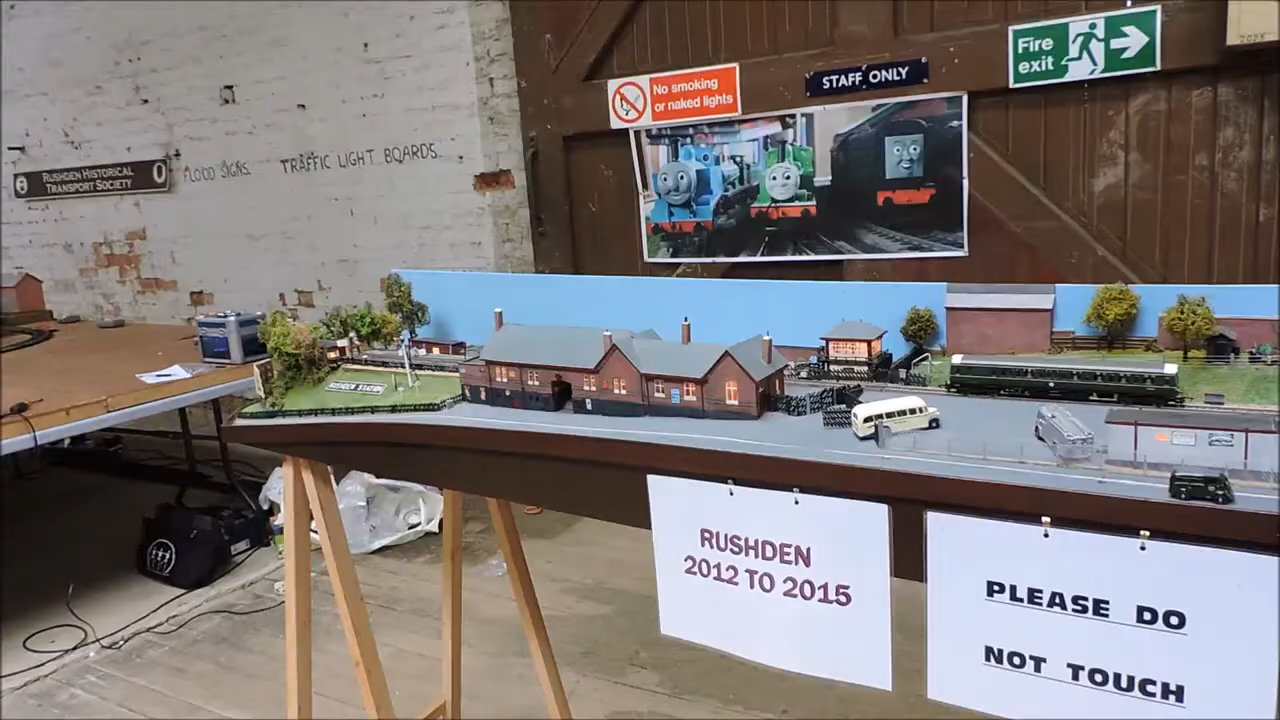 Fire
exit
2025
No smoking
or naked lights
STAFF ONLY
RUSHDEN HISTORICAL
TRANSPORT SOCIETY
FLOOD SIGNS.
TRAFFIC LIGHT BOARDS.
RUSHDEN STATION
RUSHDEN
2012 TO 2015
PLEASE DO
NOT TOUCH